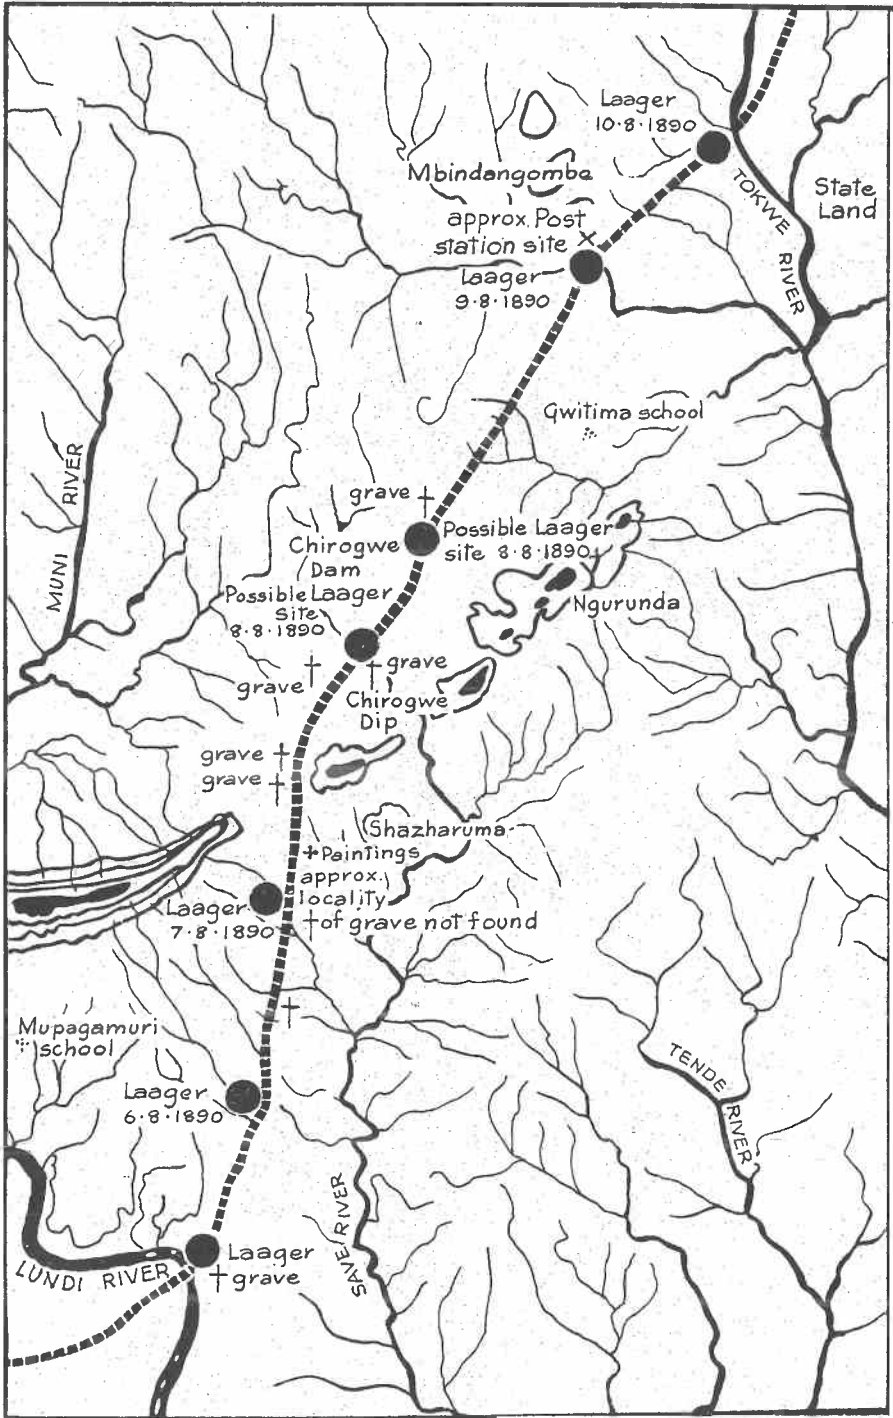 Laager
10·8·1890
Mbindangombe
TOKWE
RIVER
State
Land
approx. Post
station site
Laager
9·8·1890
Gwitima school
MUNI RIVER
grave
Chirogwe
Dam
Possible Laager
site 8·8·1890
Possible Laager
Site
8·8·1890
Ngurunda
grave
grave
Chirogwe
Dip
grave
grave
Shazharuma
Paintings
approx.
locality
of grave not found
Laager
7·8·1890
Mupagamuri
school
Laager
6·8·1890
TENDE
RIVER
SAVE RIVER
LUNDI RIVER
Laager
grave